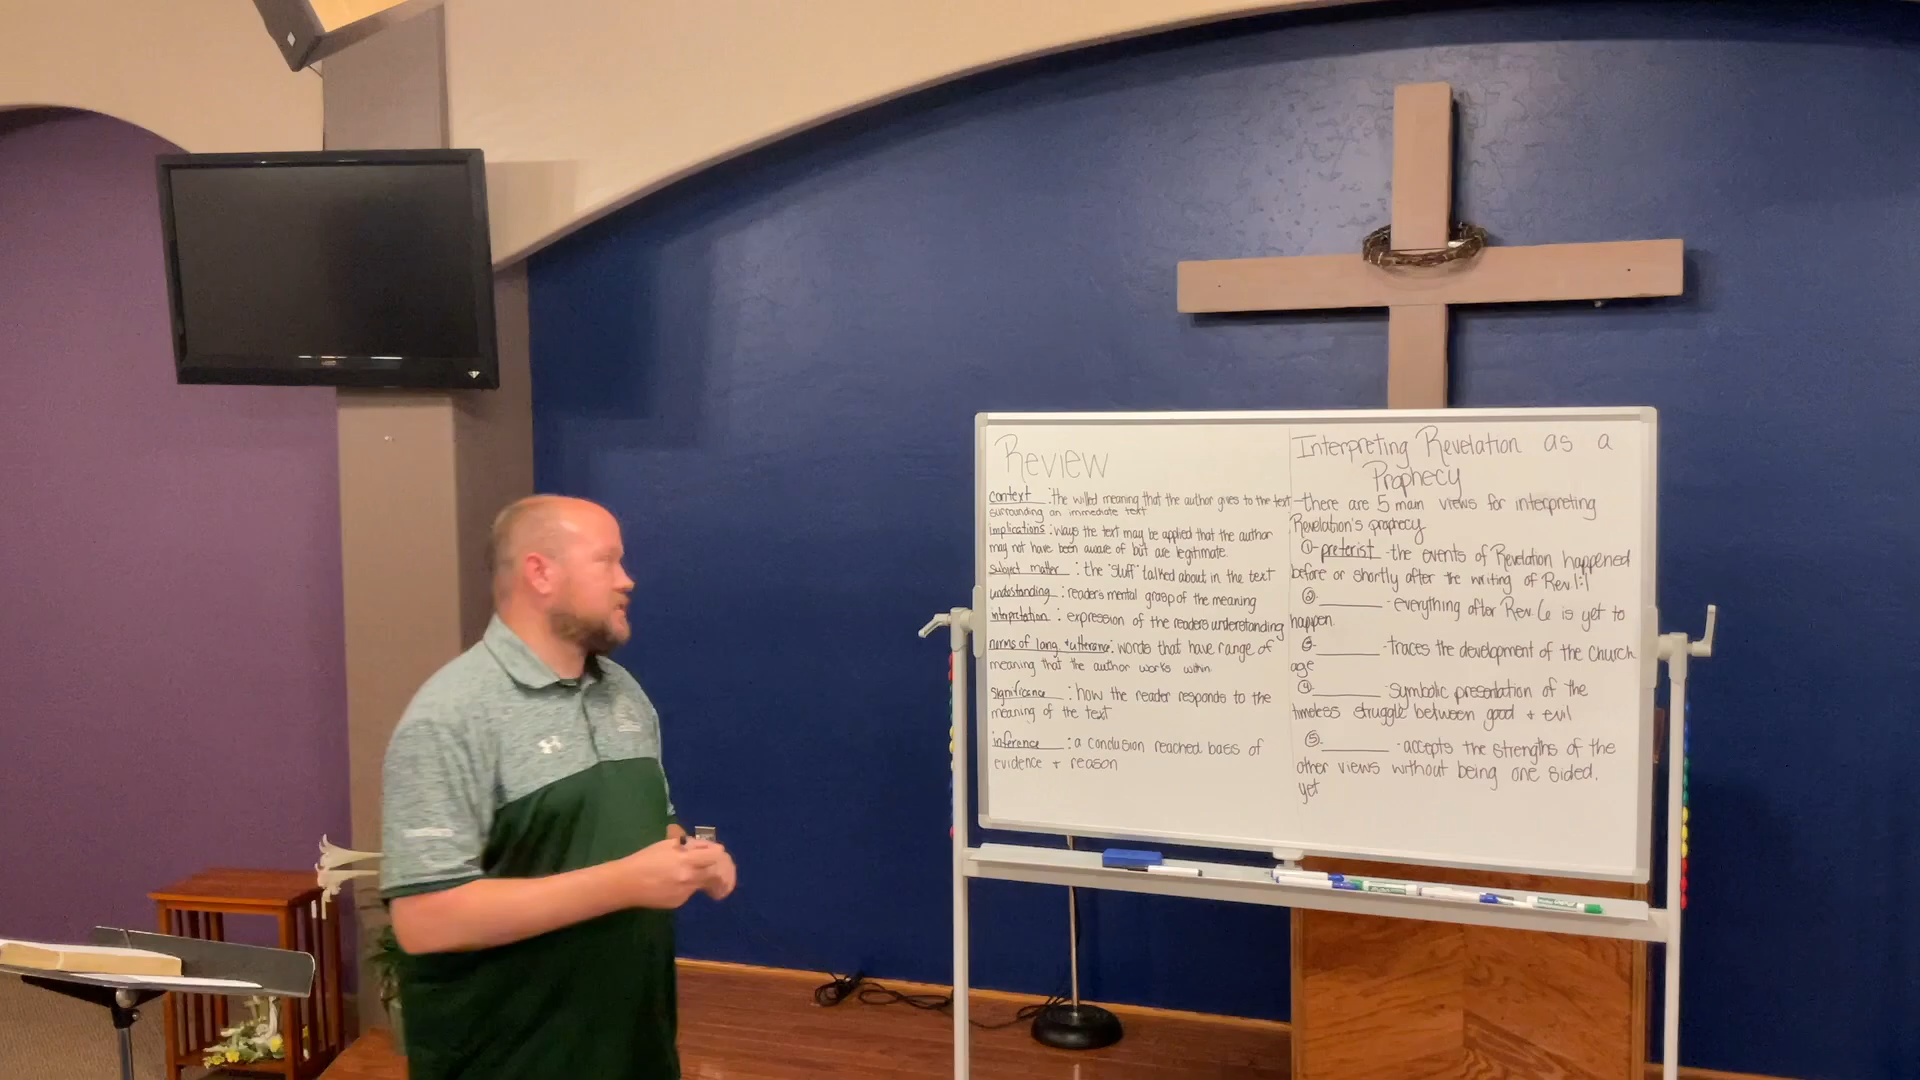 Review
context : the willed meaning that the author gives to the text
surrounding an immediate text
implications : ways the text may be applied that the author
may not have been aware of but are legitimate.
subject matter : the "stuff" talked about in the text
undostanding : readers mental grasp of the meaning
intrpretation : expression of the readers understanding
norms of lang. + utterance : words that have range of
meaning that the author works within
significance : how the reader responds to the
meaning of the text
inference : a conclusion reached bass of
evidence + reason
Interpreting Revelation as a
Prophecy
-there are 5 main views for interpreting
Revelation's prophecy
① preterist - the events of Revelation happened
before or shortly after the writing of Rev 1:1
② ______ - everything after Rev. 6 is yet to
happen.
③ ______ - traces the development of the Church
age
④ ______ - symbolic presentation of the
timeless struggle between good + evil
⑤ ______ - accepts the strengths of the
other views without being one sided.
yet